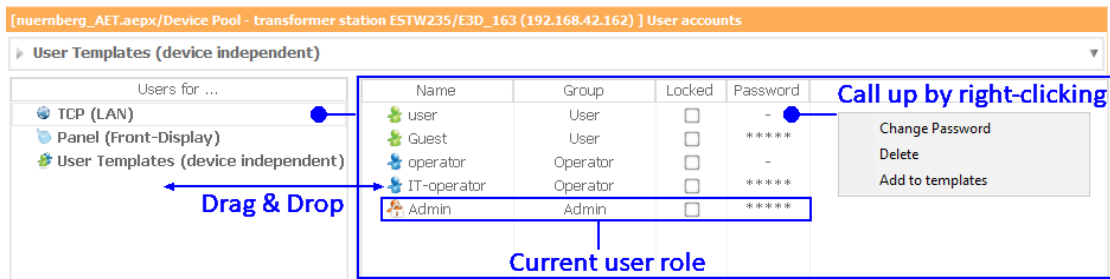 [nuernberg_AET.aepx/Device Pool - transformer station ESTW235/E3D_163 (192.168.42.162) ] User accounts
User Templates (device independent)
Users for ...
TCP (LAN)
Panel (Front-Display)
User Templates (device independent)
Drag & Drop
Name Group Locked Password
user User -
Guest User *****
operator Operator -
IT-operator Operator *****
Admin Admin *****
Current user role
Call up by right-clicking
Change Password
Delete
Add to templates